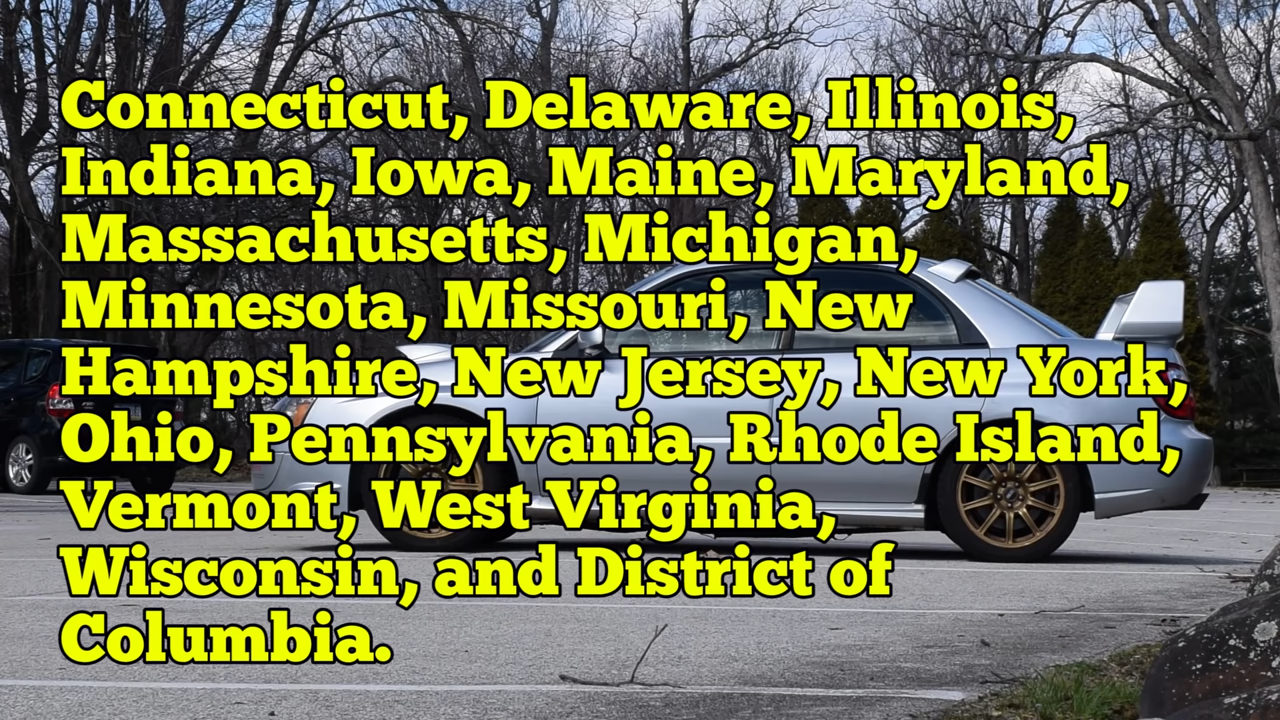 Connecticut, Delaware, Illinois,
Indiana, Iowa, Maine, Maryland,
Massachusetts, Michigan,
Minnesota, Missouri, New
Hampshire, New Jersey, New York,
Ohio, Pennsylvania, Rhode Island,
Vermont, West Virginia,
Wisconsin, and District of
Columbia.